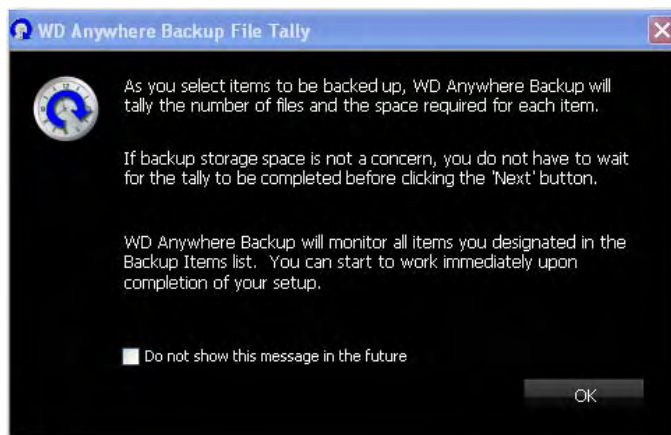 WD Anywhere Backup File Tally
As you select items to be backed up, WD Anywhere Backup will
tally the number of files and the space required for each item.
If backup storage space is not a concern, you do not have to wait
for the tally to be completed before clicking the 'Next' button.
WD Anywhere Backup will monitor all items you designated in the
Backup Items list.  You can start to work immediately upon
completion of your setup.
Do not show this message in the future
OK